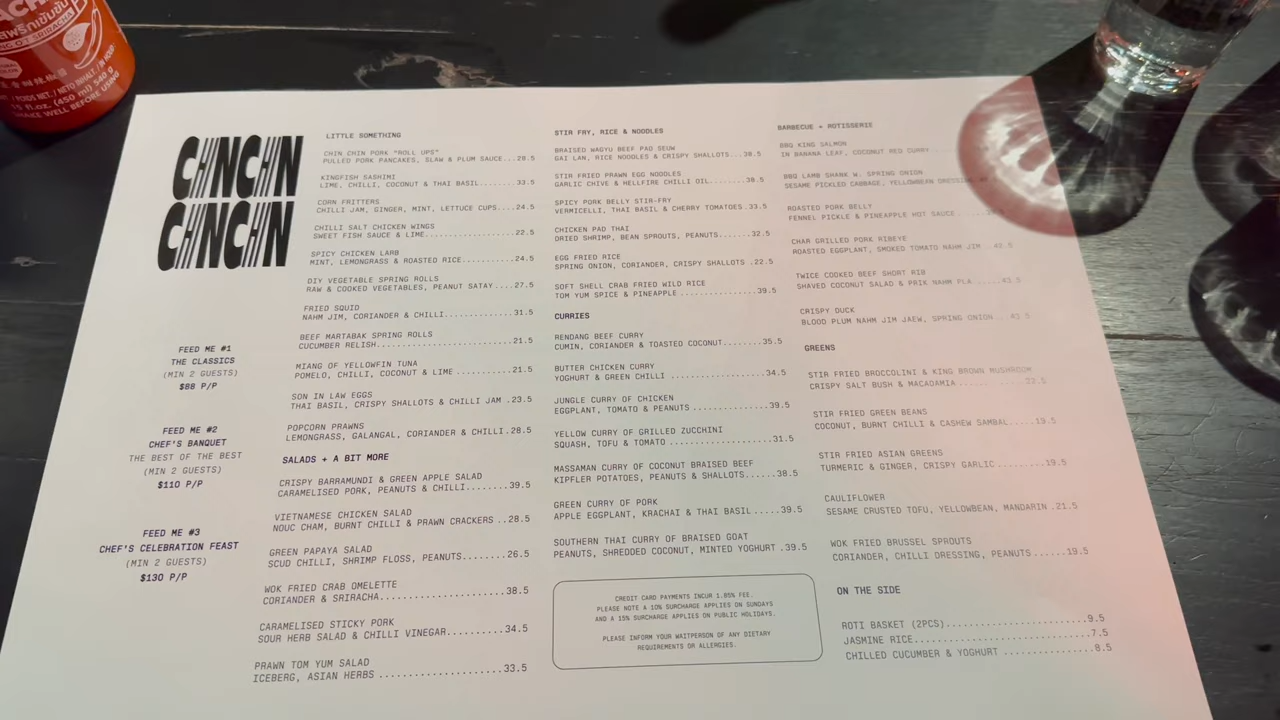 สพริกเข้มข้น
SHAKE WELL BEFORE USING
CHINCHIN
CHINCHIN
FEED ME #1
THE CLASSICS
(MIN 2 GUESTS)
$88 P/P
FEED ME #2
CHEF'S BANQUET
THE BEST OF THE BEST
(MIN 2 GUESTS)
$110 P/P
FEED ME #3
CHEF'S CELEBRATION FEAST
(MIN 2 GUESTS)
$130 P/P
LITTLE SOMETHING
CHIN CHIN PORK "ROLL UPS"
PULLED PORK PANCAKES, SLAW & PLUM SAUCE...28.5
KINGFISH SASHIMI
LIME, CHILLI, COCONUT & THAI BASIL........33.5
CORN FRITTERS
CHILLI JAM, GINGER, MINT, LETTUCE CUPS....24.5
CHILLI SALT CHICKEN WINGS
SWEET FISH SAUCE & LIME...................22.5
SPICY CHICKEN LARB
MINT, LEMONGRASS & ROASTED RICE...........24.5
DIY VEGETABLE SPRING ROLLS
RAW & COOKED VEGETABLES, PEANUT SATAY....27.5
FRIED SQUID
NAHM JIM, CORIANDER & CHILLI..............31.5
BEEF MARTABAK SPRING ROLLS
CUCUMBER RELISH...........................21.5
MIANG OF YELLOWFIN TUNA
POMELO, CHILLI, COCONUT & LIME ...........21.5
SON IN LAW EGGS
THAI BASIL, CRISPY SHALLOTS & CHILLI JAM .23.5
POPCORN PRAWNS
LEMONGRASS, GALANGAL, CORIANDER & CHILLI.28.5
SALADS + A BIT MORE
CRISPY BARRAMUNDI & GREEN APPLE SALAD
CARAMELISED PORK, PEANUTS & CHILLI........39.5
VIETNAMESE CHICKEN SALAD
NOUC CHAM, BURNT CHILLI & PRAWN CRACKERS ..28.5
GREEN PAPAYA SALAD
SCUD CHILLI, SHRIMP FLOSS, PEANUTS........26.5
WOK FRIED CRAB OMELETTE
CORIANDER & SRIRACHA......................38.5
CARAMELISED STICKY PORK
SOUR HERB SALAD & CHILLI VINEGAR..........34.5
PRAWN TOM YUM SALAD
ICEBERG, ASIAN HERBS .....................33.5
STIR FRY, RICE & NOODLES
BRAISED WAGYU BEEF PAD SEUW
GAI LAN, RICE NOODLES & CRISPY SHALLOTS...38.5
STIR FRIED PRAWN EGG NOODLES
GARLIC CHIVE & HELLFIRE CHILLI OIL........38.5
SPICY PORK BELLY STIR-FRY
VERMICELLI, THAI BASIL & CHERRY TOMATOES.33.5
CHICKEN PAD THAI
DRIED SHRIMP, BEAN SPROUTS, PEANUTS.......32.5
EGG FRIED RICE
SPRING ONION, CORIANDER, CRISPY SHALLOTS .22.5
SOFT SHELL CRAB FRIED WILD RICE
TOM YUM SPICE & PINEAPPLE ................39.5
CURRIES
RENDANG BEEF CURRY
CUMIN, CORIANDER & TOASTED COCONUT........35.5
BUTTER CHICKEN CURRY
YOGHURT & GREEN CHILLI ...................34.5
JUNGLE CURRY OF CHICKEN
EGGPLANT, TOMATO & PEANUTS ...............39.5
YELLOW CURRY OF GRILLED ZUCCHINI
SQUASH, TOFU & TOMATO ....................31.5
MASSAMAN CURRY OF COCONUT BRAISED BEEF
KIPFLER POTATOES, PEANUTS & SHALLOTS......38.5
GREEN CURRY OF PORK
APPLE EGGPLANT, KRACHAI & THAI BASIL .....39.5
SOUTHERN THAI CURRY OF BRAISED GOAT
PEANUTS, SHREDDED COCONUT, MINTED YOGHURT .39.5
CREDIT CARD PAYMENTS INCUR 1.85% FEE.
PLEASE NOTE A 10% SURCHARGE APPLIES ON SUNDAYS
AND A 15% SURCHARGE APPLIES ON PUBLIC HOLIDAYS.
PLEASE INFORM YOUR WAITPERSON OF ANY DIETARY
REQUIREMENTS OR ALLERGIES.
BARBECUE + ROTISSERIE
BBQ KING SALMON
IN BANANA LEAF, COCONUT RED CURRY
BBQ LAMB SHANK W. SPRING ONION
SESAME PICKLED CABBAGE, YELLOWBEAN DRESSING
ROASTED PORK BELLY
FENNEL PICKLE & PINEAPPLE HOT SAUCE
CHAR GRILLED PORK RIBEYE
ROASTED EGGPLANT, SMOKED TOMATO NAHM JIM ..42.5
TWICE COOKED BEEF SHORT RIB
SHAVED COCONUT SALAD & PRIK NAHM PLA......43.5
CRISPY DUCK
BLOOD PLUM NAHM JIM JAEW, SPRING ONION...43.5
GREENS
STIR FRIED BROCCOLINI & KING BROWN MUSHROOM
CRISPY SALT BUSH & MACADAMIA .............22.5
STIR FRIED GREEN BEANS
COCONUT, BURNT CHILLI & CASHEW SAMBAL.....19.5
STIR FRIED ASIAN GREENS
TURMERIC & GINGER, CRISPY GARLIC .........19.5
CAULIFLOWER
SESAME CRUSTED TOFU, YELLOWBEAN, MANDARIN .21.5
WOK FRIED BRUSSEL SPROUTS
CORIANDER, CHILLI DRESSING, PEANUTS......19.5
ON THE SIDE
ROTI BASKET (2PCS)........................9.5
JASMINE RICE..............................7.5
CHILLED CUCUMBER & YOGHURT ...............8.5